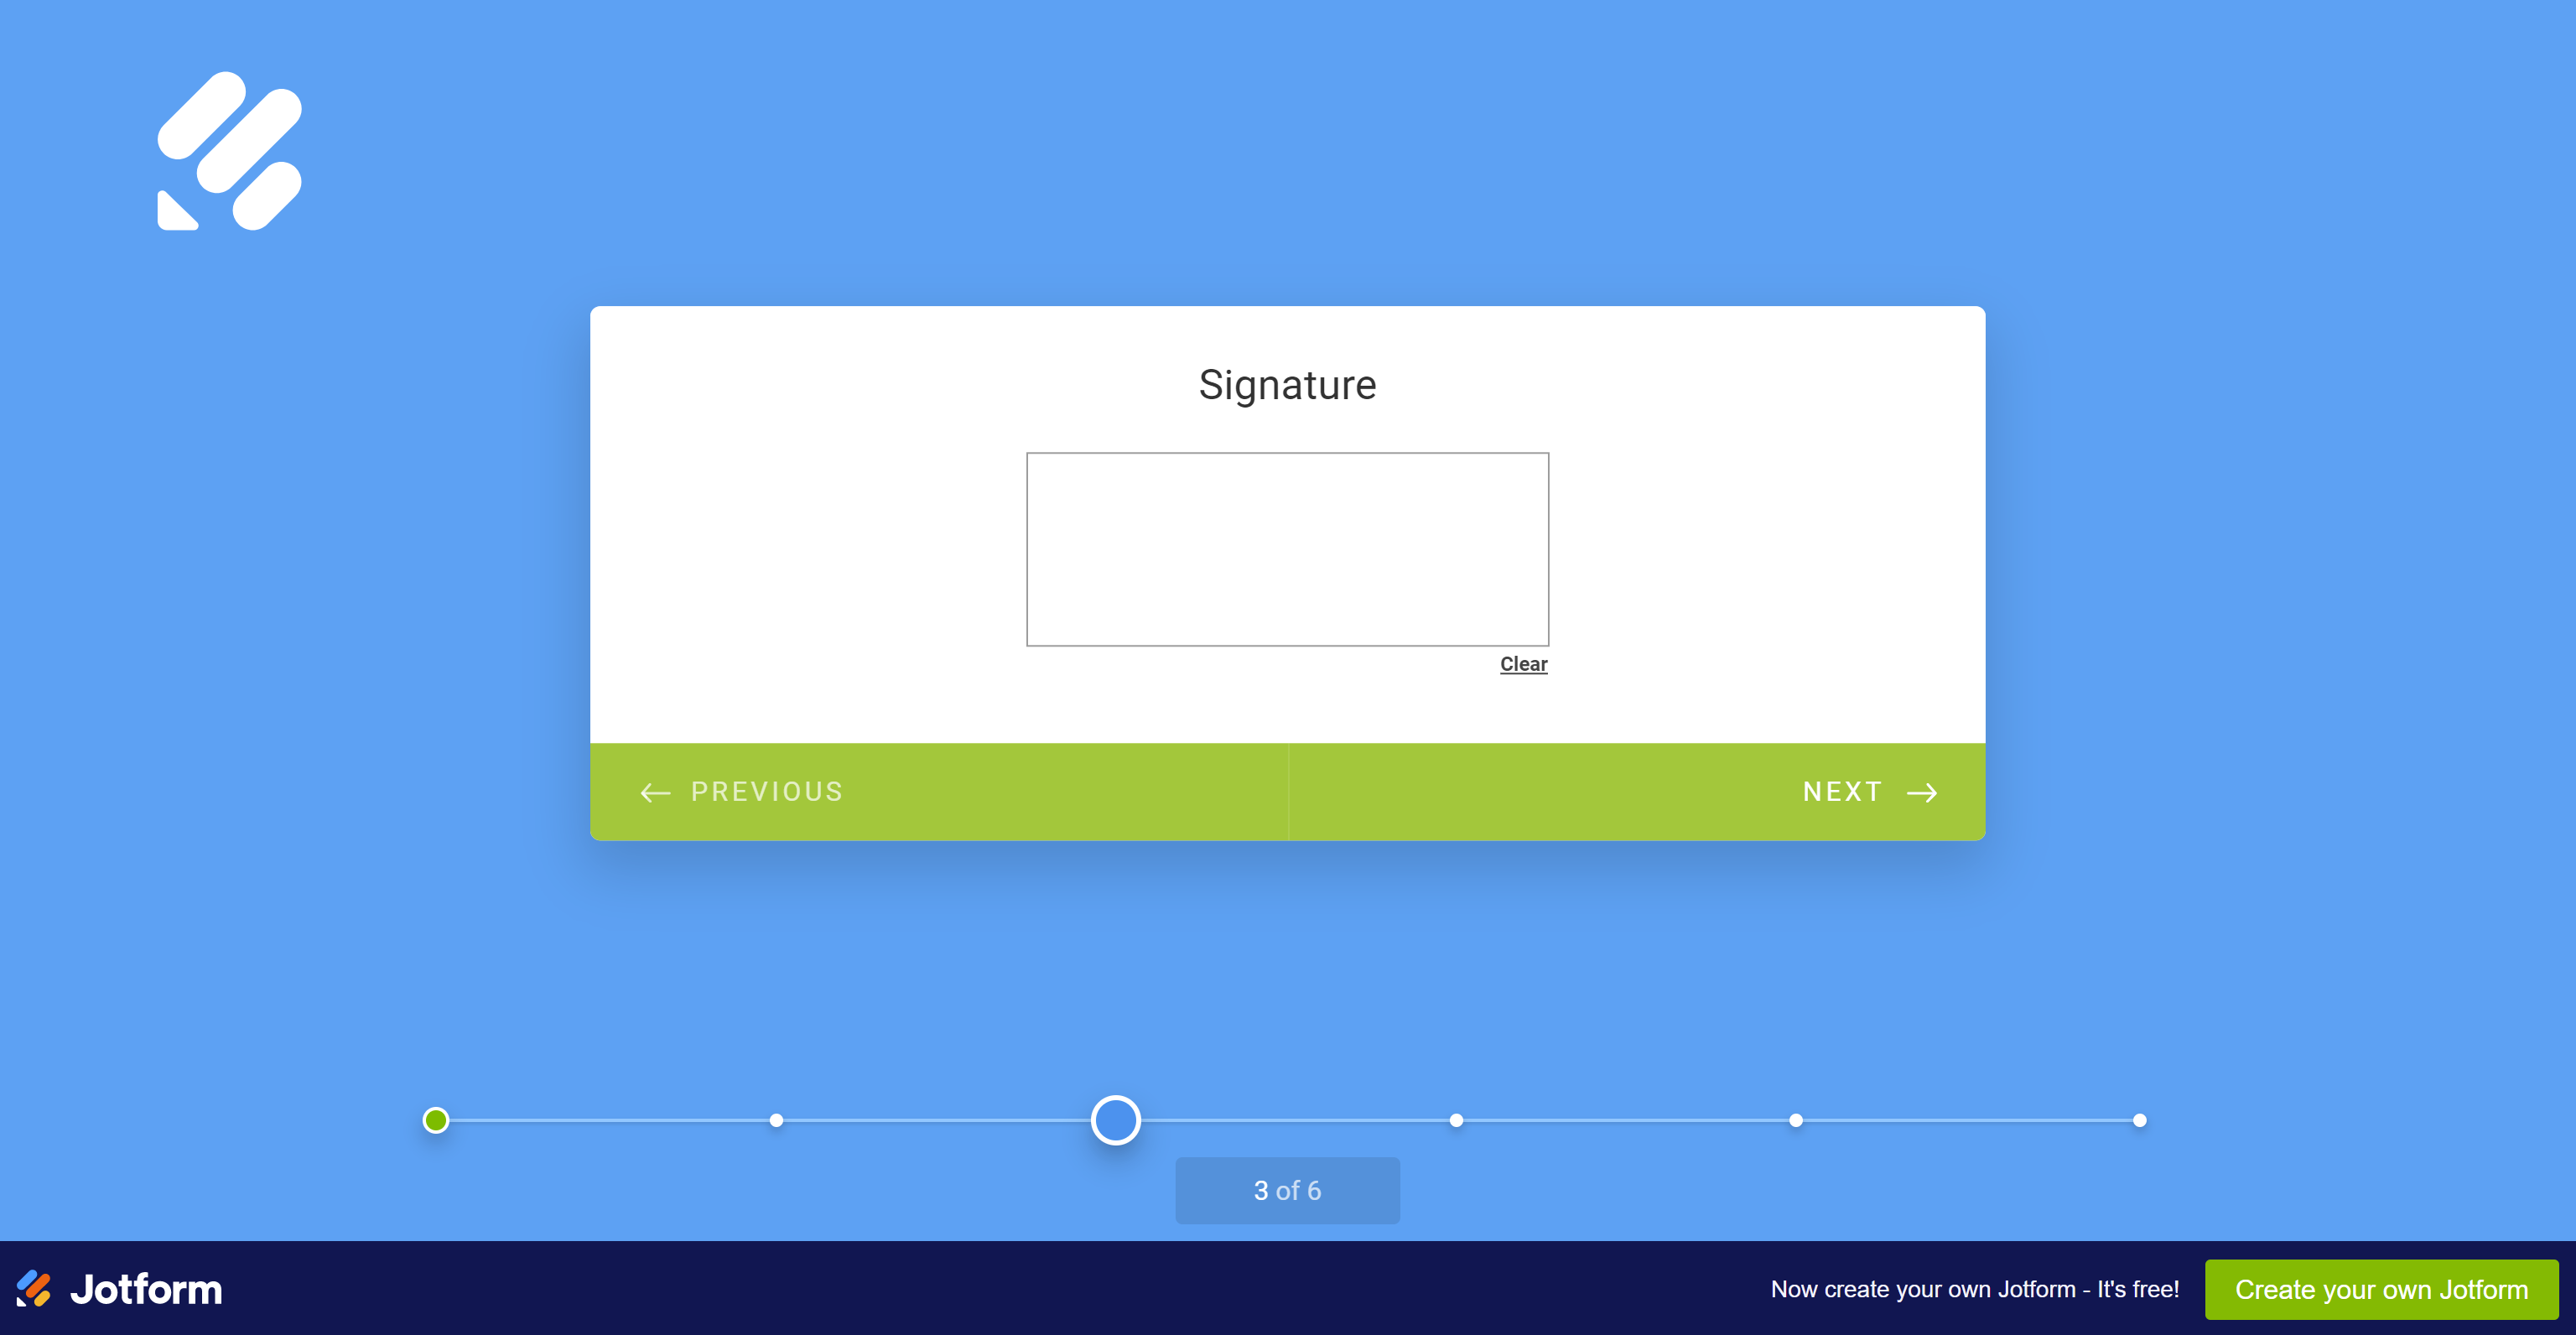 Signature
Clear
PREVIOUS
NEXT
3 of 6
Jotform
Now create your own Jotform - It's free!
Create your own Jotform